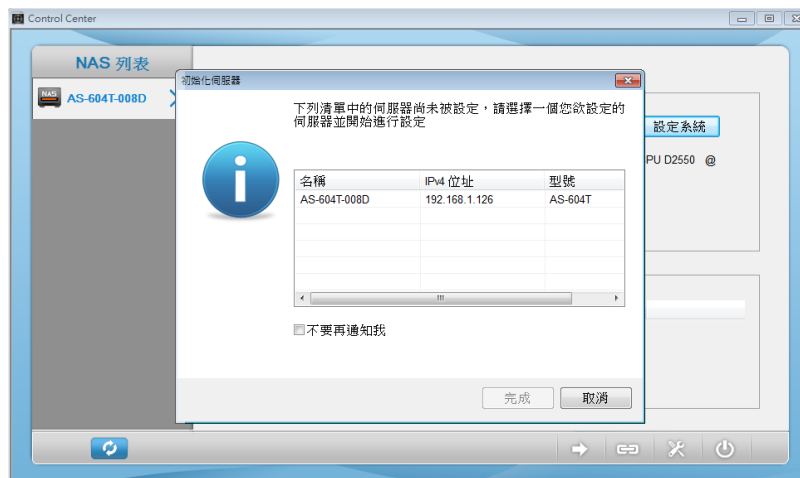 Control Center
NAS 列表
NAS
AS-604T-008D
初始化伺服器
下列清單中的伺服器尚未被設定，請選擇一個您欲設定的
伺服器並開始進行設定
名稱 IPv4 位址 型號
AS-604T-008D 192.168.1.126 AS-604T
不要再通知我
完成 取消
設定系統
PU D2550 @